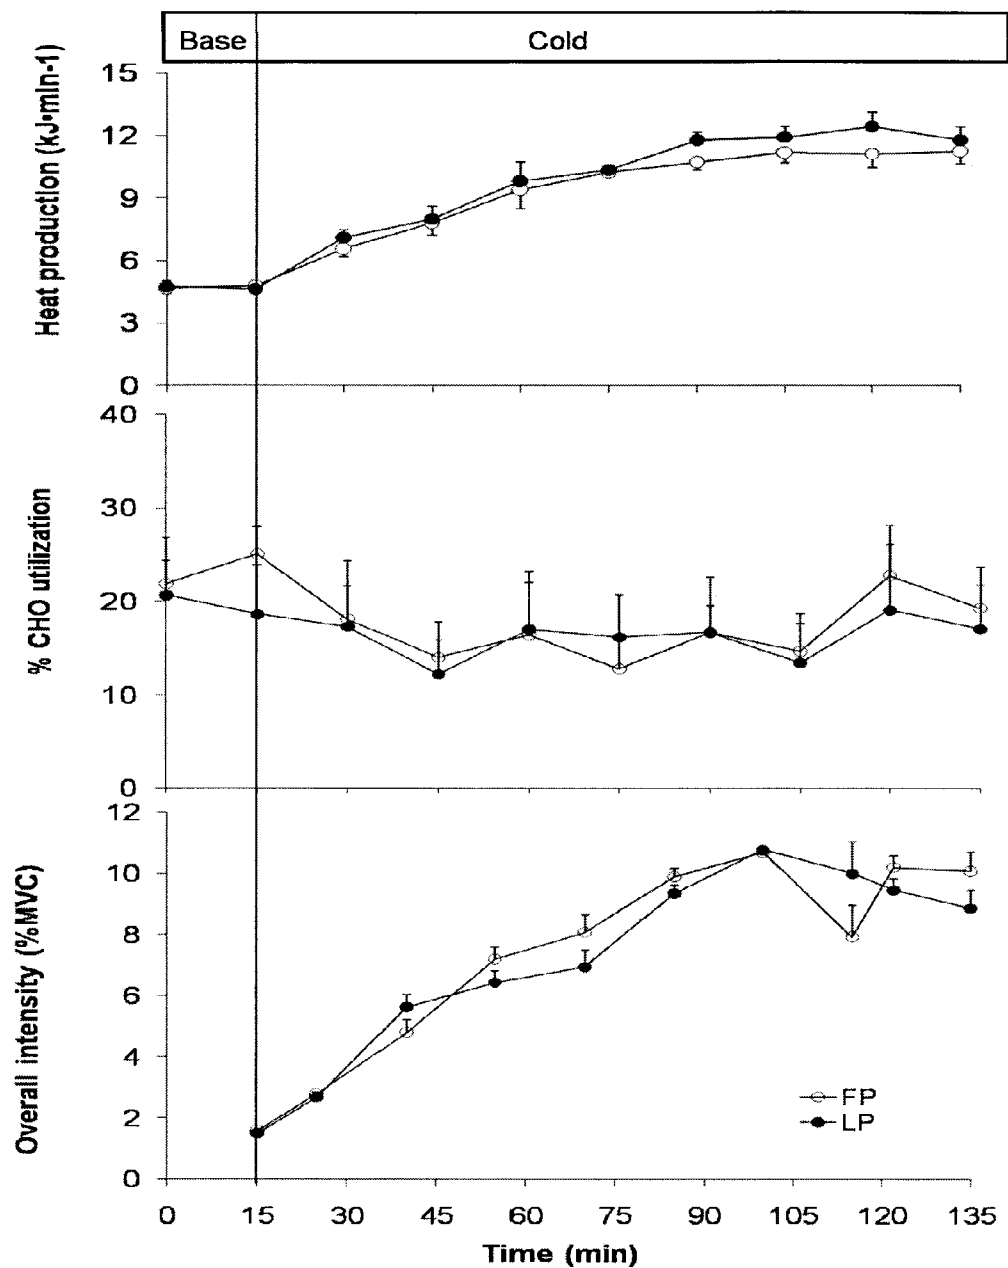 Base Cold
Heat production (kJ•mln-1)
15
12
9
6
3
0
% CHO utilization
40
30
20
10
0
Overall intensity (%MVC)
12
10
8
6
4
2
0
FP
LP
0 15 30 45 60 75 90 105 120 135
Time (min)